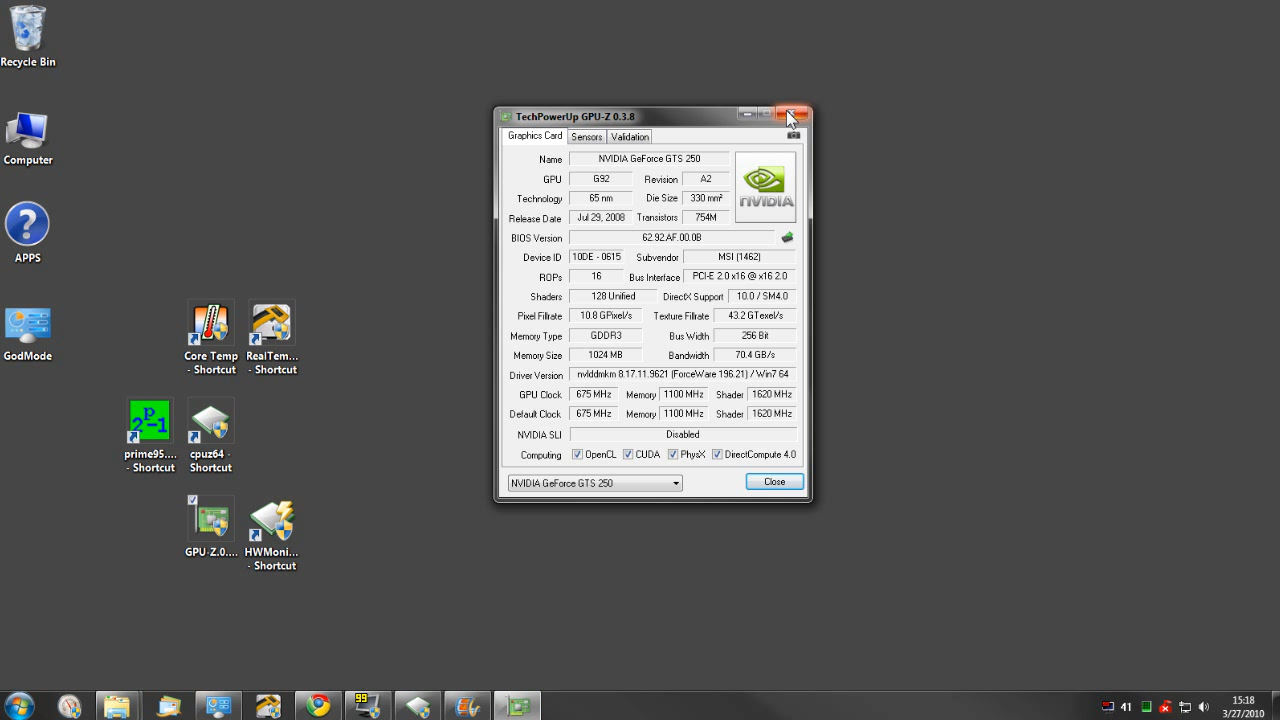 Recycle Bin
Computer
APPS
GodMode
Core Temp - Shortcut
RealTem... - Shortcut
prime95.... - Shortcut
cpuz64 - Shortcut
GPU-Z.0....
HWMoni... - Shortcut
TechPowerUp GPU-Z 0.3.8
Graphics Card Sensors Validation
Name NVIDIA GeForce GTS 250
GPU G92 Revision A2
Technology 65 nm Die Size 330 mm²
NVIDIA
Release Date Jul 29, 2008 Transistors 754M
BIOS Version 62.92.AF.00.0B
Device ID 10DE - 0615 Subvendor MSI (1462)
ROPs 16 Bus Interface PCI-E 2.0 x16 @ x16 2.0
Shaders 128 Unified DirectX Support 10.0 / SM4.0
Pixel Fillrate 10.8 GPixel/s Texture Fillrate 43.2 GTexel/s
Memory Type GDDR3 Bus Width 256 Bit
Memory Size 1024 MB Bandwidth 70.4 GB/s
Driver Version nvlddmkm 8.17.11.9621 (ForceWare 196.21) / Win7 64
GPU Clock 675 MHz Memory 1100 MHz Shader 1620 MHz
Default Clock 675 MHz Memory 1100 MHz Shader 1620 MHz
NVIDIA SLI Disabled
Computing OpenCL CUDA PhysX DirectCompute 4.0
NVIDIA GeForce GTS 250 Close
99
41
15:18
3/27/2010